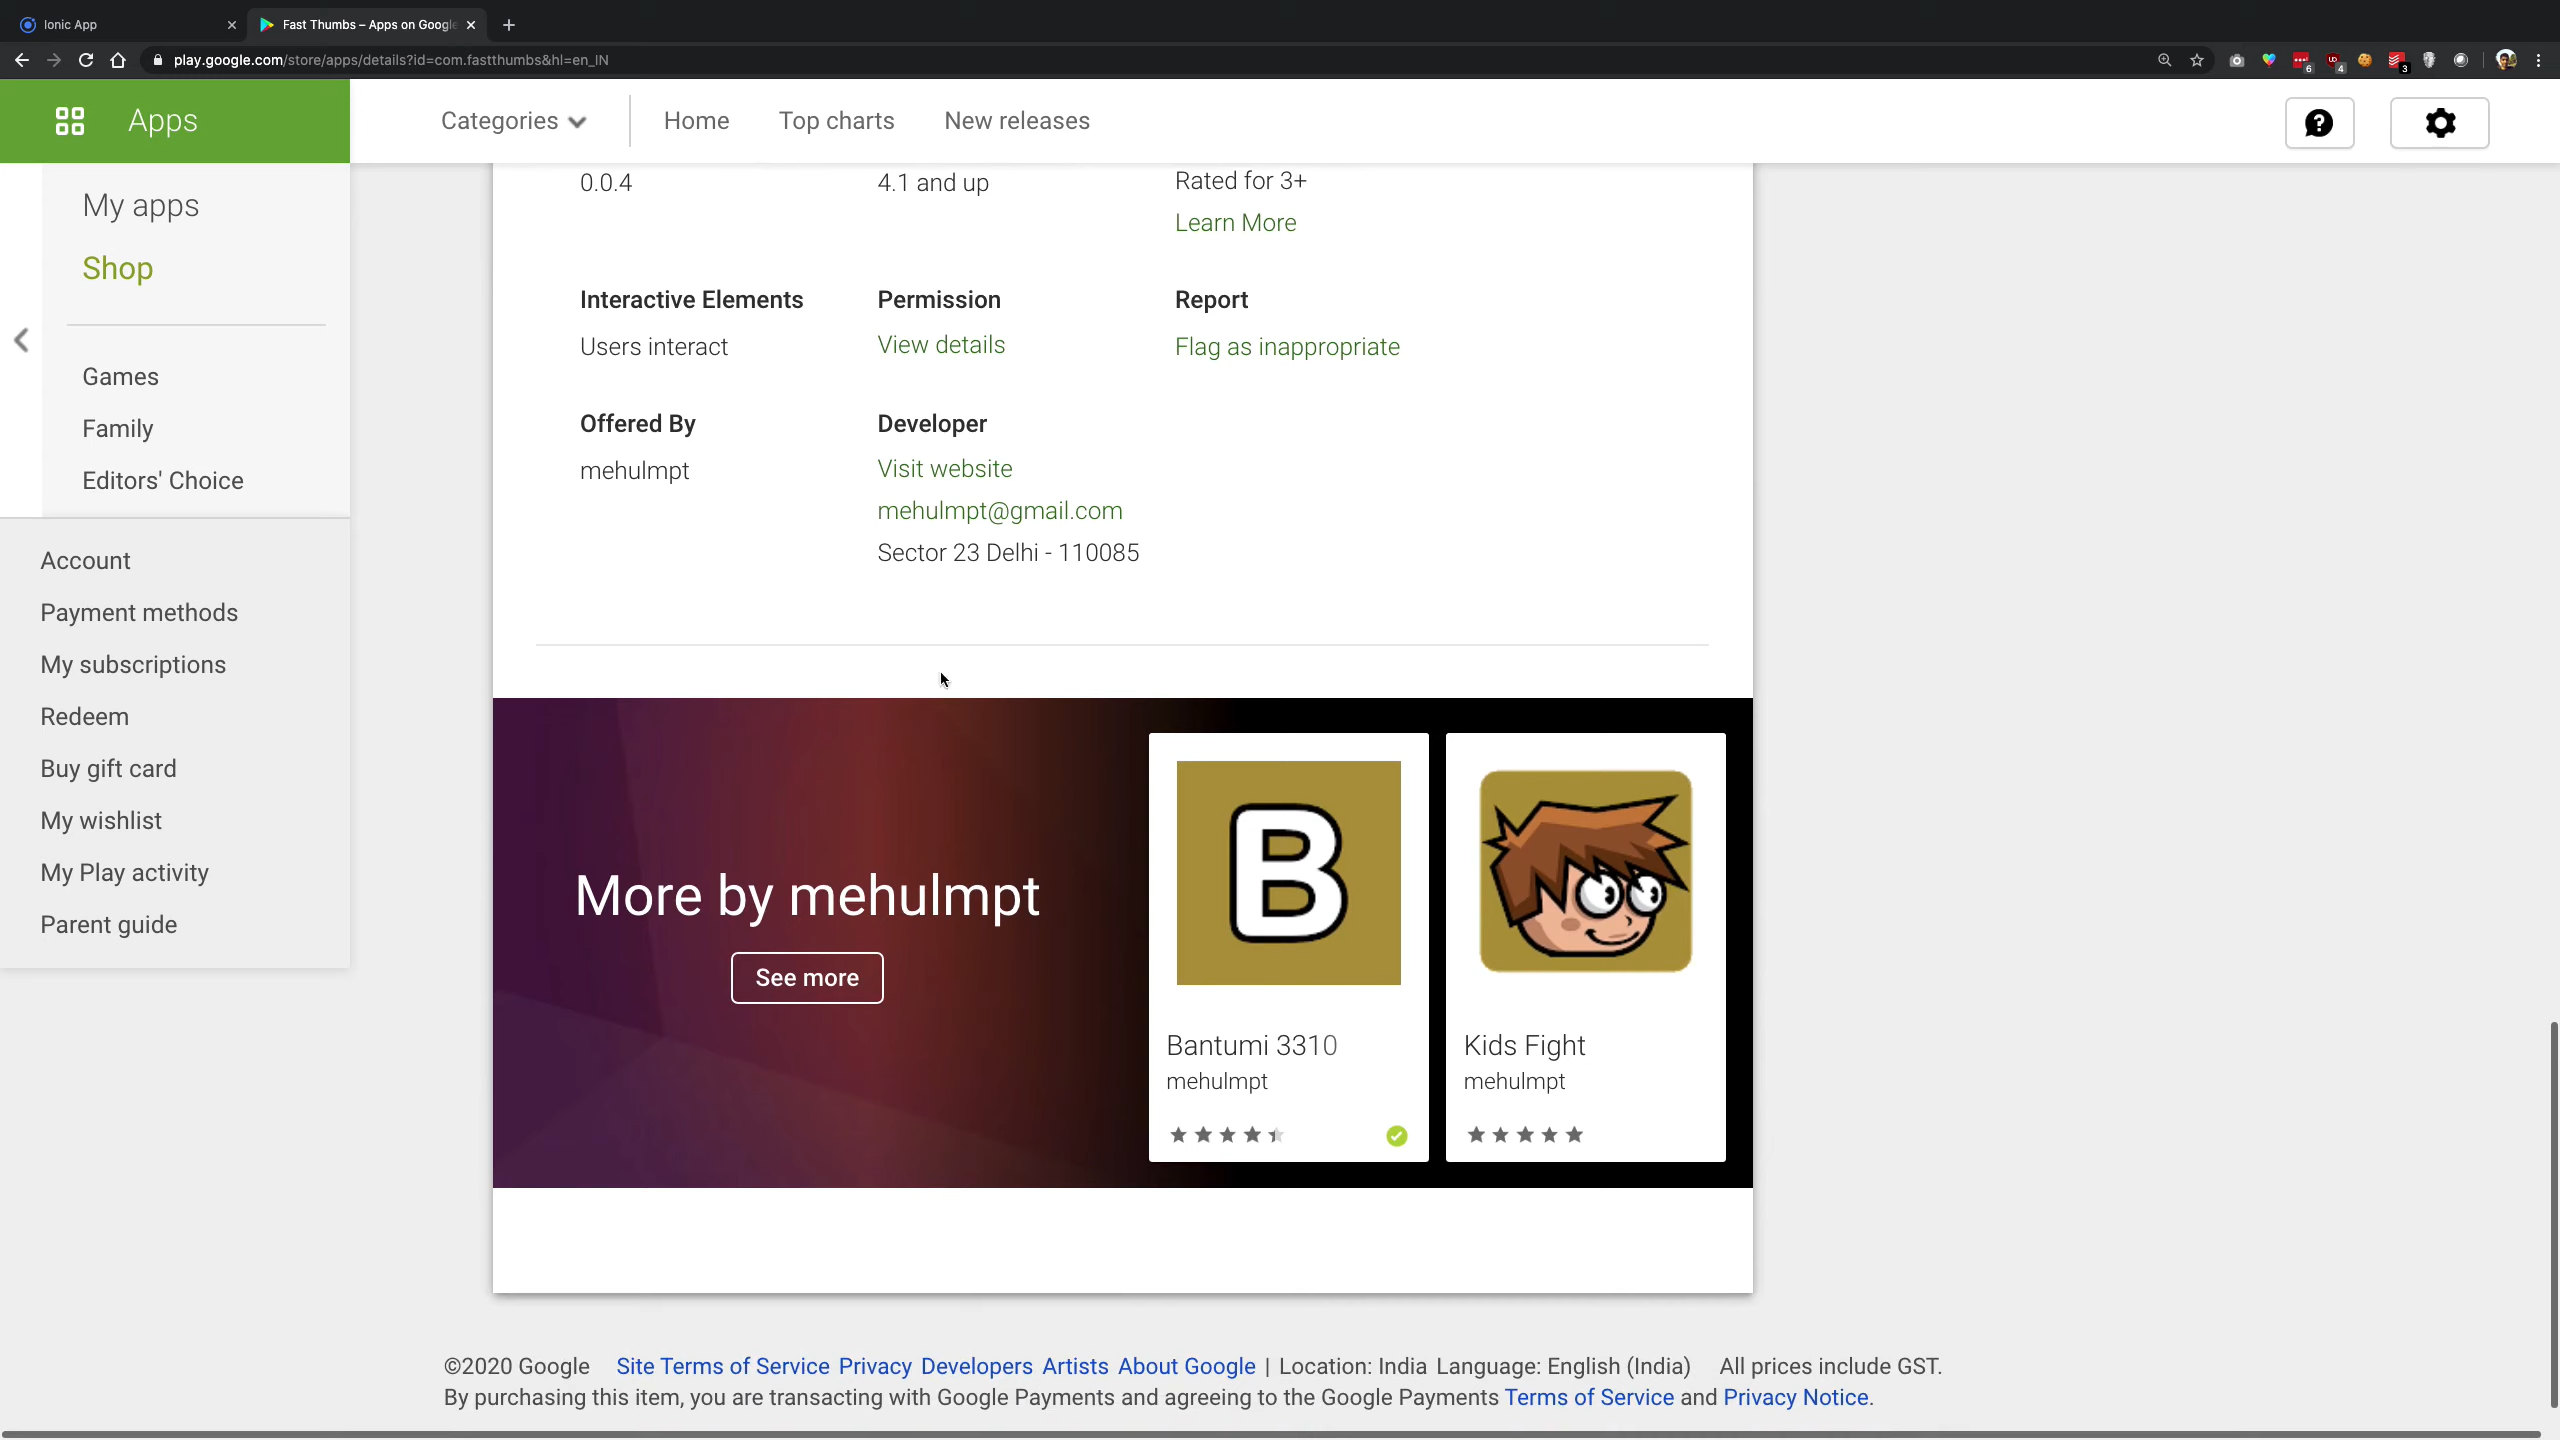 Ionic App
Fast Thumbs – Apps on Google
play.google.com/store/apps/details?id=com.fastthumbs&hl=en_IN
6
4
3
Apps
Categories
Home
Top charts
New releases
My apps
Shop
Games
Family
Editors' Choice
Account
Payment methods
My subscriptions
Redeem
Buy gift card
My wishlist
My Play activity
Parent guide
0.0.4
4.1 and up
Rated for 3+
Learn More
Interactive Elements
Users interact
Permission
View details
Report
Flag as inappropriate
Offered By
mehulmpt
Developer
Visit website
mehulmpt@gmail.com
Sector 23 Delhi - 110085
More by mehulmpt
See more
B
Bantumi 3310
mehulmpt
Kids Fight
mehulmpt
©2020 Google Site Terms of Service Privacy Developers Artists About Google | Location: India Language: English (India) All prices include GST.
By purchasing this item, you are transacting with Google Payments and agreeing to the Google Payments Terms of Service and Privacy Notice.